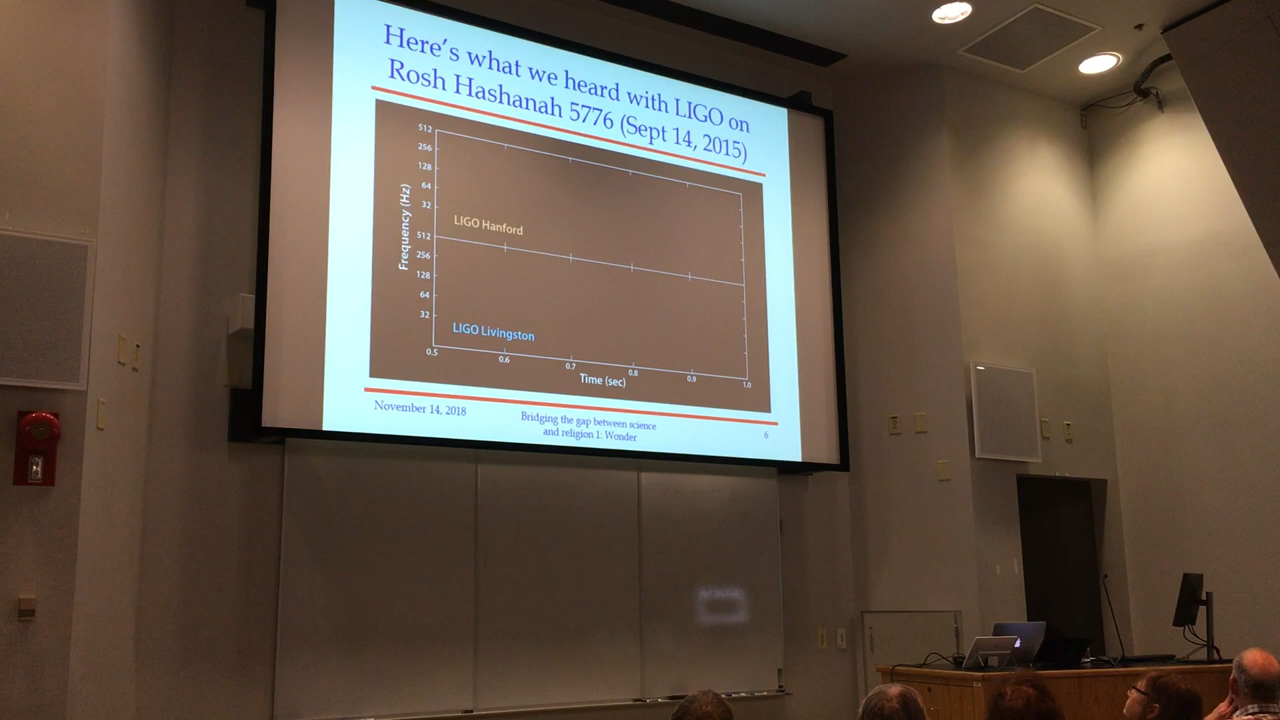 Here's what we heard with LIGO on
Rosh Hashanah 5776 (Sept 14, 2015)
512
256
128
64
32
LIGO Hanford
Frequency (Hz)
512
256
128
64
32
LIGO Livingston
0.5 0.6 0.7 0.8 0.9 1.0
Time (sec)
November 14, 2018
Bridging the gap between science
and religion 1: Wonder
6